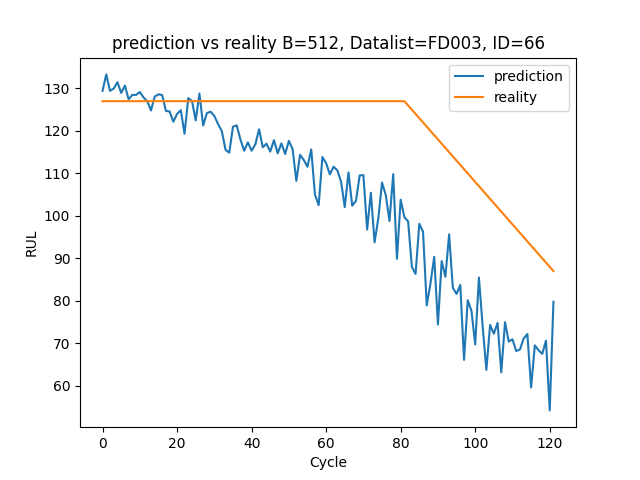 prediction vs reality B=512, Datalist=FD003, ID=66
prediction
reality
RUL
130
120
110
100
90
80
70
60
0 20 40 60 80 100 120
Cycle